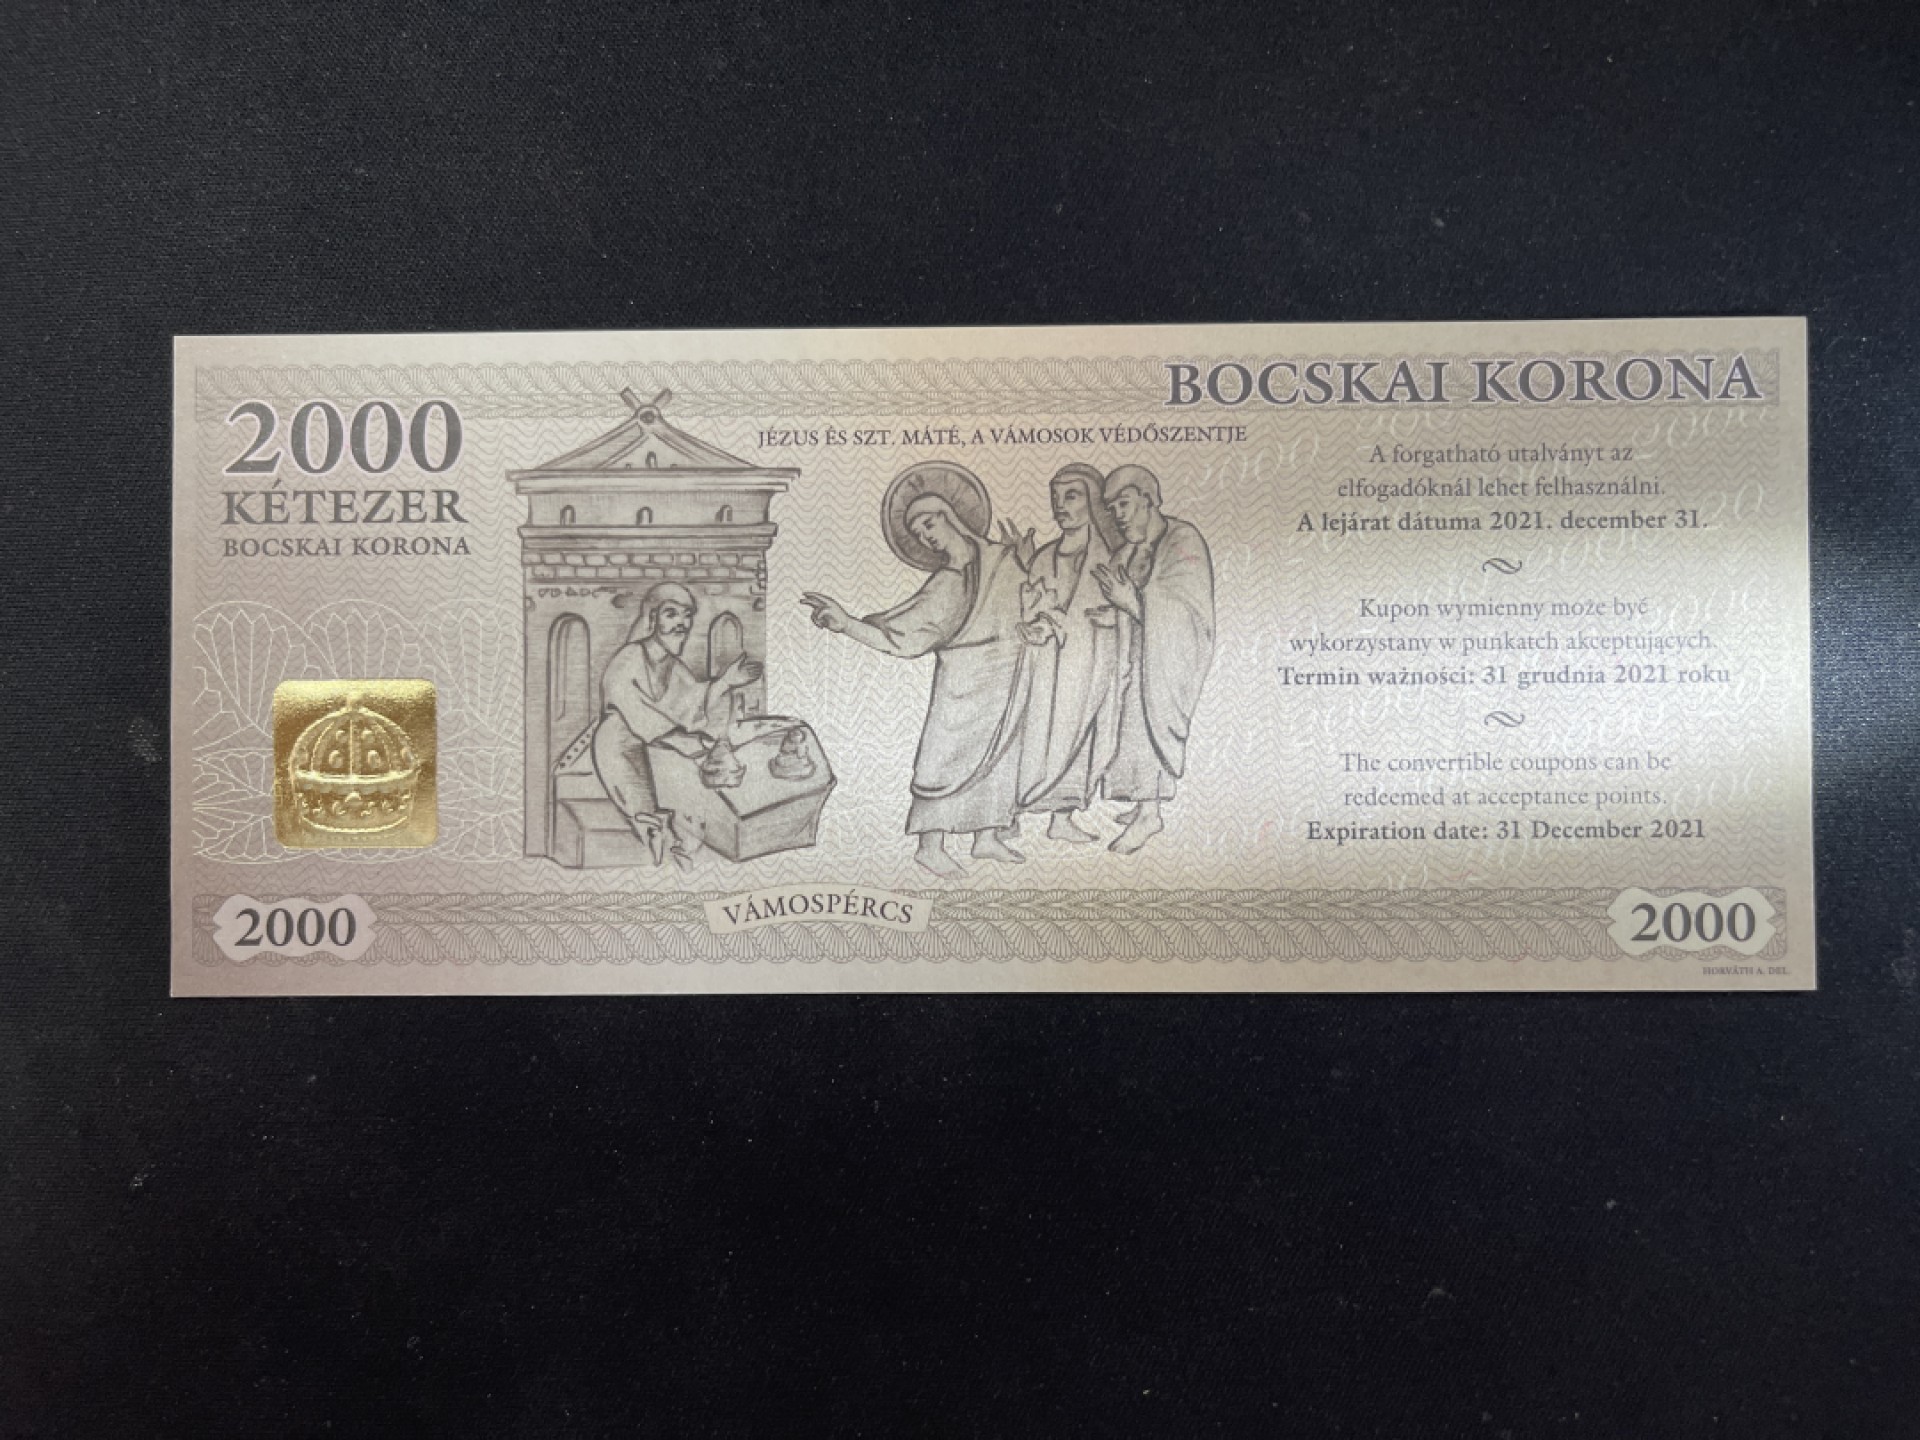 BOCSKAI KORONA
2000
KÉTEZER
BOCSKAI KORONA
JÉZUS ÉS SZT. MÁTÉ, A VÁMOSOK VÉDŐSZENTJE
A forgatható utalványt az
elfogadóknál lehet felhasználni.
A lejárat dátuma 2021. december 31.
Kupon wymienny może być
wykorzystany w punkatch akceptujących.
Termin ważności: 31 grudnia 2021 roku
The convertible coupons can be
redeemed at acceptance points.
Expiration date: 31 December 2021
2000
VÁMOSPÉRCS
2000
HORVÁTH A. DEL.